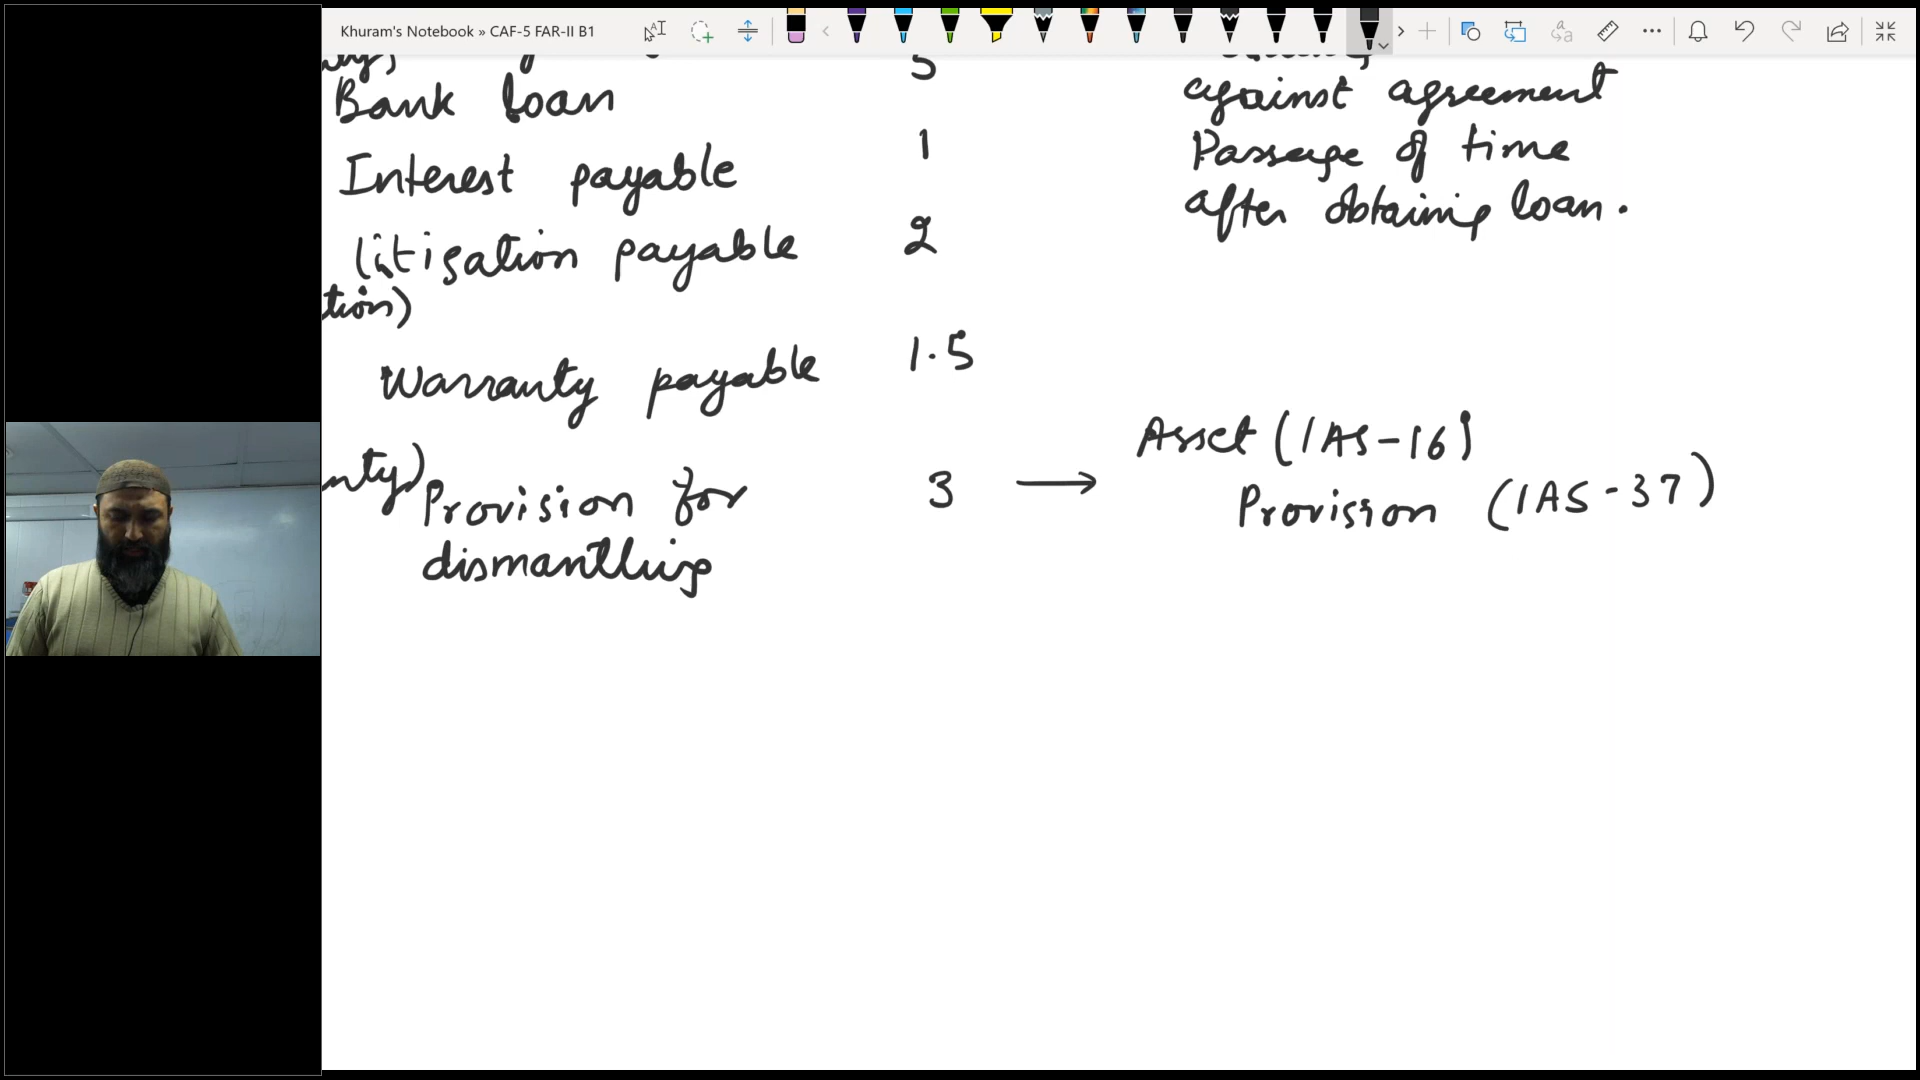 Khuram's Notebook » CAF-5 FAR-II B1
5
Bank loan
against agreement
Interest payable 1
Passage of time
after obtaining loan.
litigation payable 2
tion)
Warranty payable 1.5
Asset (IAS-16)
nty) Provision for 3 → Provision (IAS-37)
dismantling